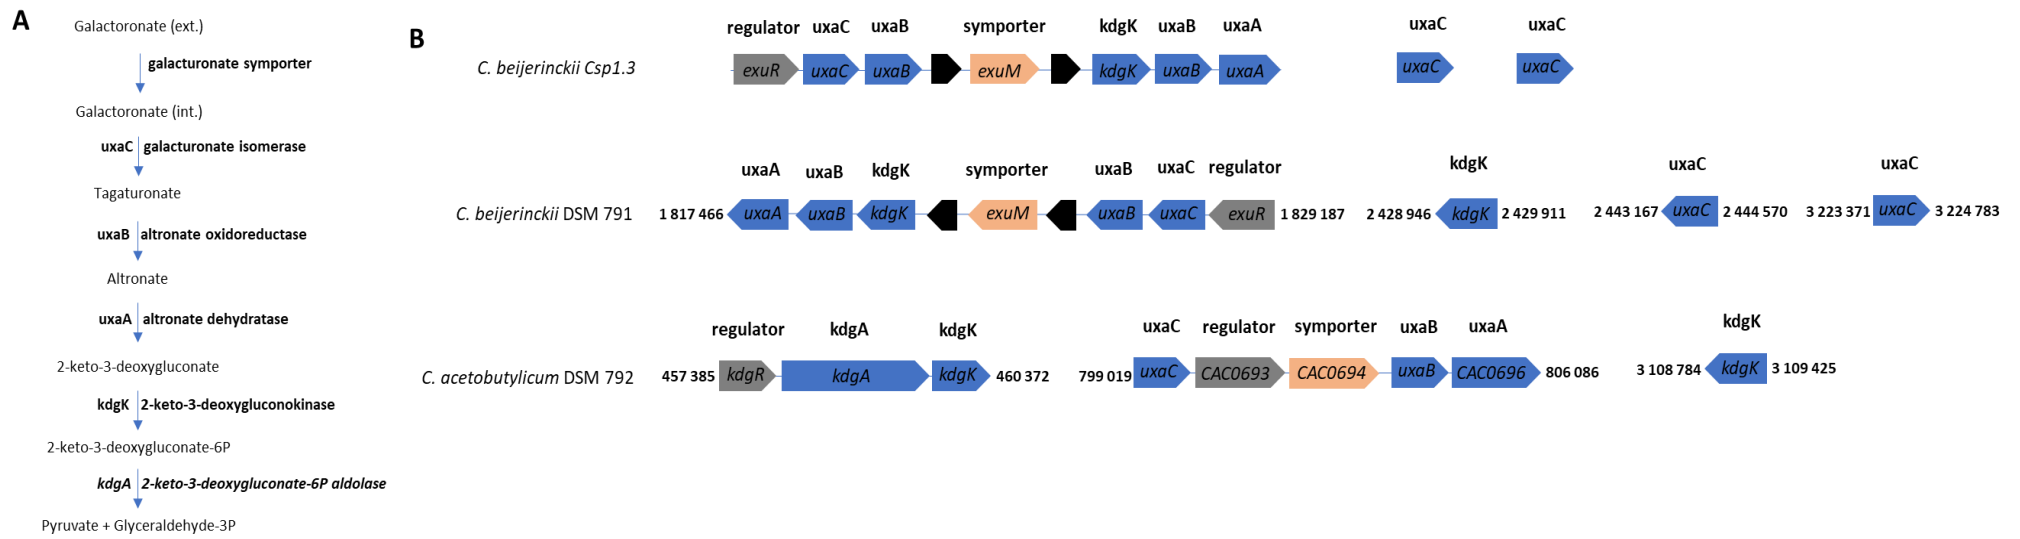 A
Galactoronate (ext.)
galacturonate symporter
Galactoronate (int.)
uxaC galacturonate isomerase
Tagaturonate
uxaB altronate oxidoreductase
Altronate
uxaA altronate dehydratase
2-keto-3-deoxygluconate
kdgK 2-keto-3-deoxygluconokinase
2-keto-3-deoxygluconate-6P
kdgA 2-keto-3-deoxygluconate-6P aldolase
Pyruvate + Glyceraldehyde-3P
B
regulator uxaC uxaB symporter kdgK uxaB uxaA uxaC uxaC
C. beijerinckii Csp1.3 exuR uxaC uxaB exuM kdgK uxaB uxaA uxaC uxaC
uxaA uxaB kdgK symporter uxaB uxaC regulator kdgK uxaC uxaC
C. beijerinckii DSM 791 1 817 466 uxaA uxaB kdgK exuM uxaB uxaC exuR 1 829 187 2 428 946 kdgK 2 429 911 2 443 167 uxaC 2 444 570 3 223 371 uxaC 3 224 783
regulator kdgA kdgK uxaC regulator symporter uxaB uxaA kdgK
C. acetobutylicum DSM 792 457 385 kdgR kdgA kdgK 460 372 799 019 uxaC CAC0693 CAC0694 uxaB CAC0696 806 086 3 108 784 kdgK 3 109 425